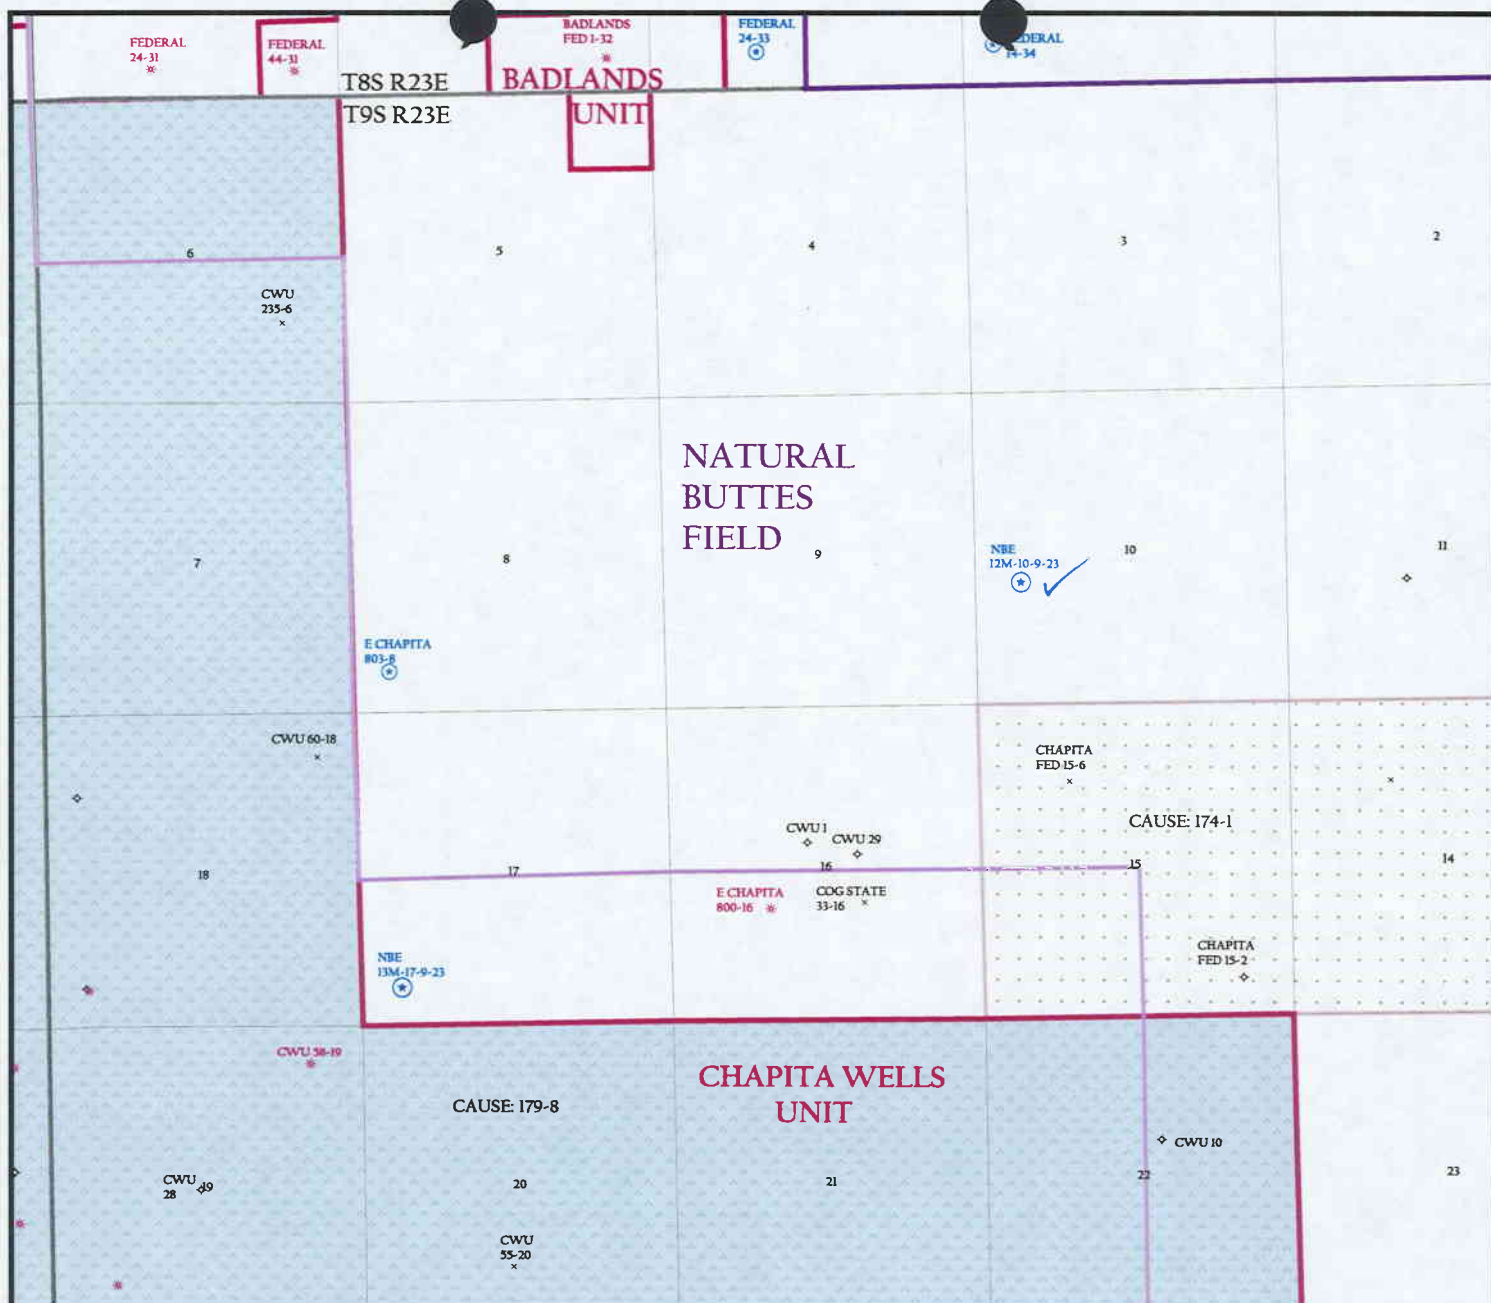 FEDERAL
24-31
FEDERAL
44-31
BADLANDS
FED 1-32
FEDERAL
24-33
14-34
T8S R23E
BADLANDS
UNIT
T9S R23E
6
5
4
3
2
CWU
235-6
NATURAL
BUTTES
FIELD
7
8
9
10
11
NBE
12M-10-9-23
E CHAPITA
803-8
CWU 60-18
CHAPITA
FED 15-6
CAUSE: 174-1
CWU 1
CWU 29
18
17
16
15
14
E CHAPITA
800-16
COG STATE
33-16
CHAPITA
FED 15-2
NBE
13M-17-9-23
CWU 58-19
CHAPITA WELLS
UNIT
CAUSE: 179-8
CWU 10
CWU
28
19
20
21
22
23
CWU
55-20